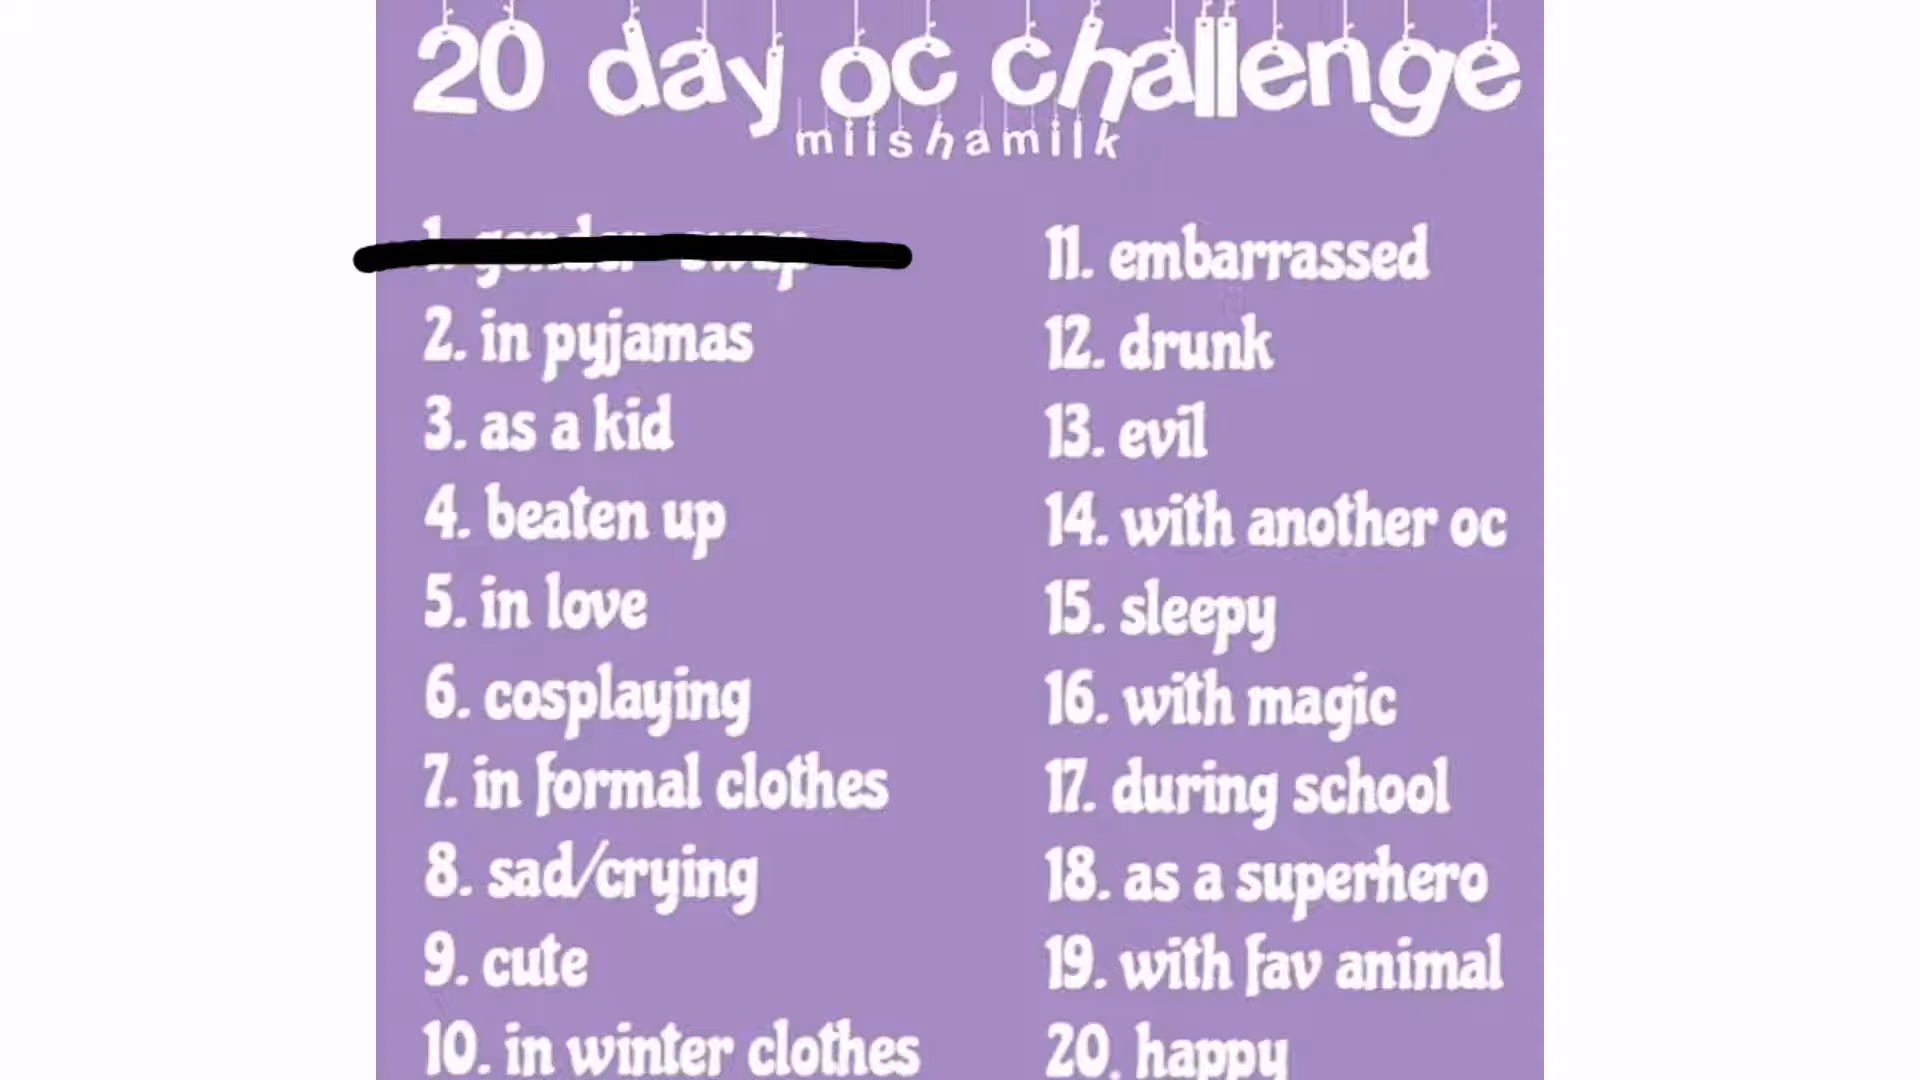 20 day oc challenge
miishamilk
1. gender swap
2. in pyjamas
3. as a kid
4. beaten up
5. in love
6. cosplaying
7. in formal clothes
8. sad/crying
9. cute
10. in winter clothes
11. embarrassed
12. drunk
13. evil
14. with another oc
15. sleepy
16. with magic
17. during school
18. as a superhero
19. with fav animal
20. happy